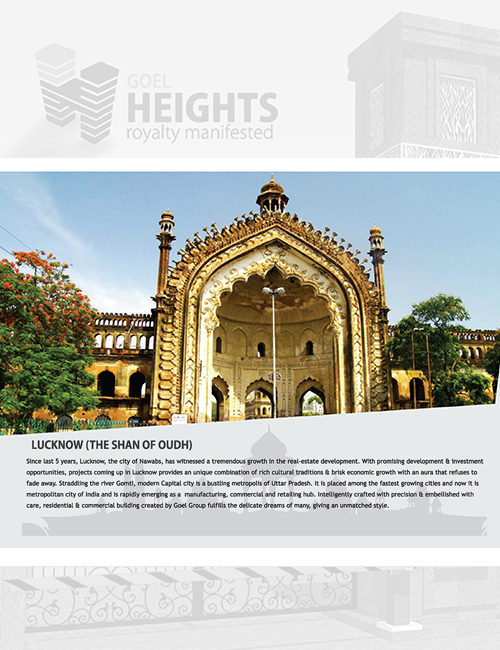 GOEL
HEIGHTS
royalty manifested
LUCKNOW (THE SHAN OF OUDH)
Since last 5 years, Lucknow, the city of Nawabs, has witnessed a tremendous growth in the real-estate development. With promising development & investment
opportunities, projects coming up in Lucknow provides an unique combination of rich cultural traditions & brisk economic growth with an aura that refuses to
fade away. Straddling the river Gomti, modern Capital city is a bustling metropolis of Uttar Pradesh. It is placed among the fastest growing cities and now it is
metropolitan city of India and is rapidly emerging as a manufacturing, commercial and retailing hub. Intelligently crafted with precision & embellished with
care, residential & commercial building created by Goel Group fulfills the delicate dreams of many, giving an unmatched style.